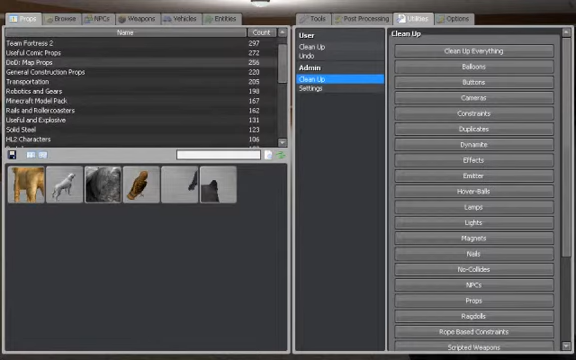 Props Browse NPCs Weapons Vehicles Entities
Name Count
Team Fortress 2 297
Useful Comic Props 272
DoD: Map Props 256
General Construction Props 220
Transportation 205
Robotics and Gears 198
Minecraft Model Pack 167
Rails and Rollercoasters 162
Useful and Explosive 131
Solid Steel 123
HL2 Characters 106
Tools Post Processing Utilities Options
User
Clean Up
Undo
Admin
Clean Up
Settings
Clean Up
Clean Up Everything
Balloons
Buttons
Cameras
Constraints
Duplicates
Dynamite
Effects
Emitter
Hover-Balls
Lamps
Lights
Magnets
Nails
No-Collides
NPCs
Props
Ragdolls
Rope Based Constraints
Scripted Weapons